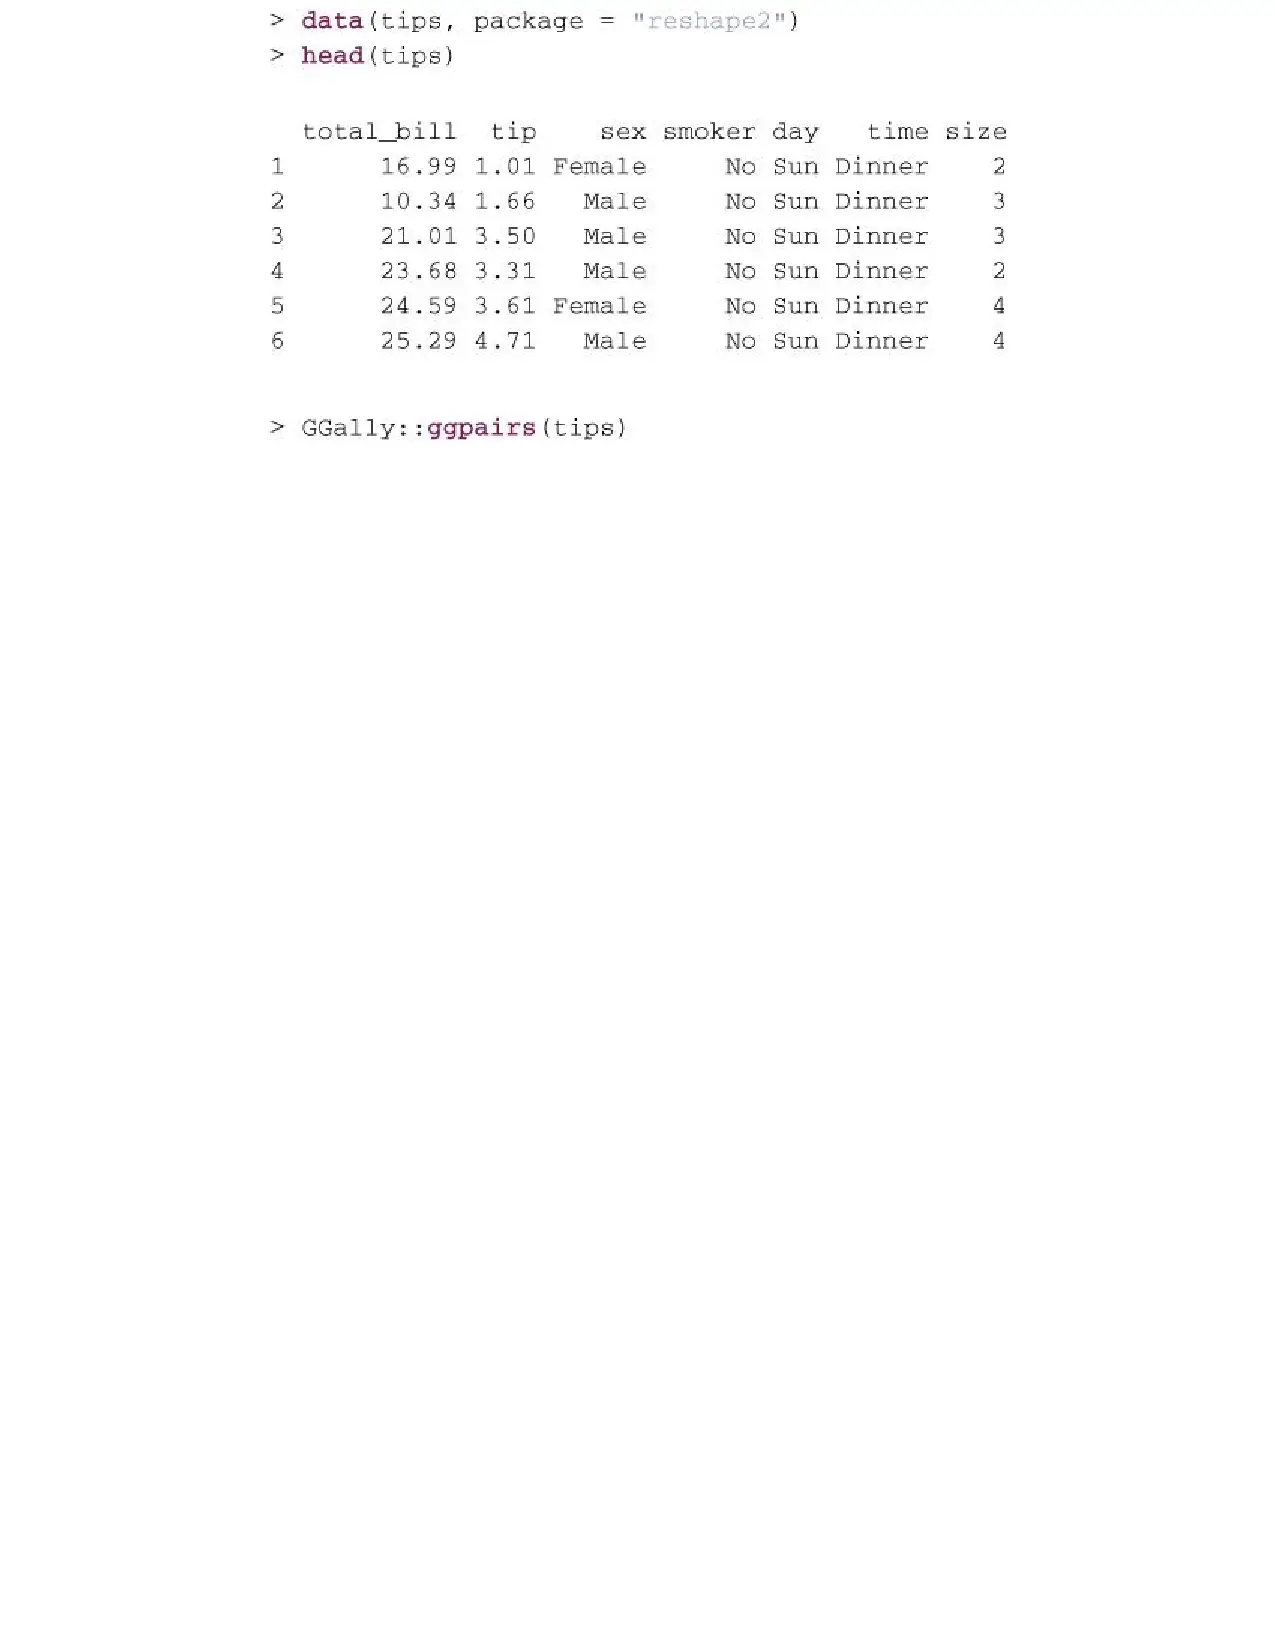 > data(tips, package = "reshape2")
> head(tips)
  total_bill  tip    sex smoker day   time size
1      16.99 1.01 Female     No Sun Dinner    2
2      10.34 1.66   Male     No Sun Dinner    3
3      21.01 3.50   Male     No Sun Dinner    3
4      23.68 3.31   Male     No Sun Dinner    2
5      24.59 3.61 Female     No Sun Dinner    4
6      25.29 4.71   Male     No Sun Dinner    4
> GGally::ggpairs(tips)